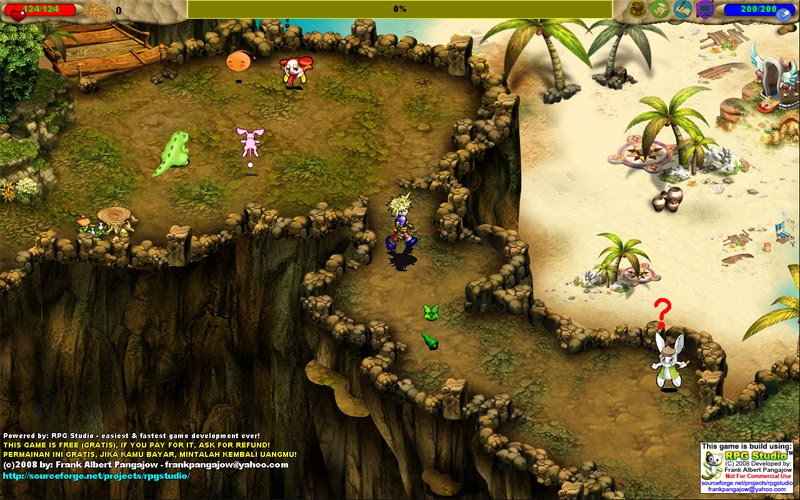 124/124
0
0%
200/200
?
Powered by: RPG Studio - easiest & fastest game development ever!
THIS GAME IS FREE (GRATIS), IF YOU PAY FOR IT, ASK FOR REFUND!
PERMAINAN INI GRATIS, JIKA KAMU BAYAR, MINTALAH KEMBALI UANGMU!
(c)2008 by: Frank Albert Pangajow - frankpangajow@yahoo.com
http://sourceforge.net/projects/rpgstudio/
This game is build using:
RPG Studio™
(C) 2008 Developed by:
Frank Albert Pangajow
Not For Commercial Use
sourceforge.net/projects/rpgstudio
frankpangajow@yahoo.com